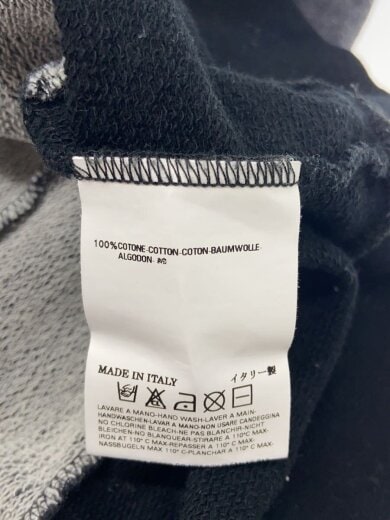 100%COTONE-COTTON-COTON-BAUMWOLLE
ALGODON-
MADE IN ITALY イタリー製
LAVARE A MANO-HAND WASH-LAVER A MAIN-
HANDWASCHEN-LAVAR A MANO-NON USARE CANDEGGINA
NO CHLORINE BLEACH-NE PAS BLANCHIR-NICHT
BLEICHEN-NO BLANQUEAR-STIRARE A 110°C MAX-
IRON AT 110° C MAX-REPASSER A 110° C MAX-
NASSBUGELN MAX 110°C-PLANCHAR A 110°C MAX